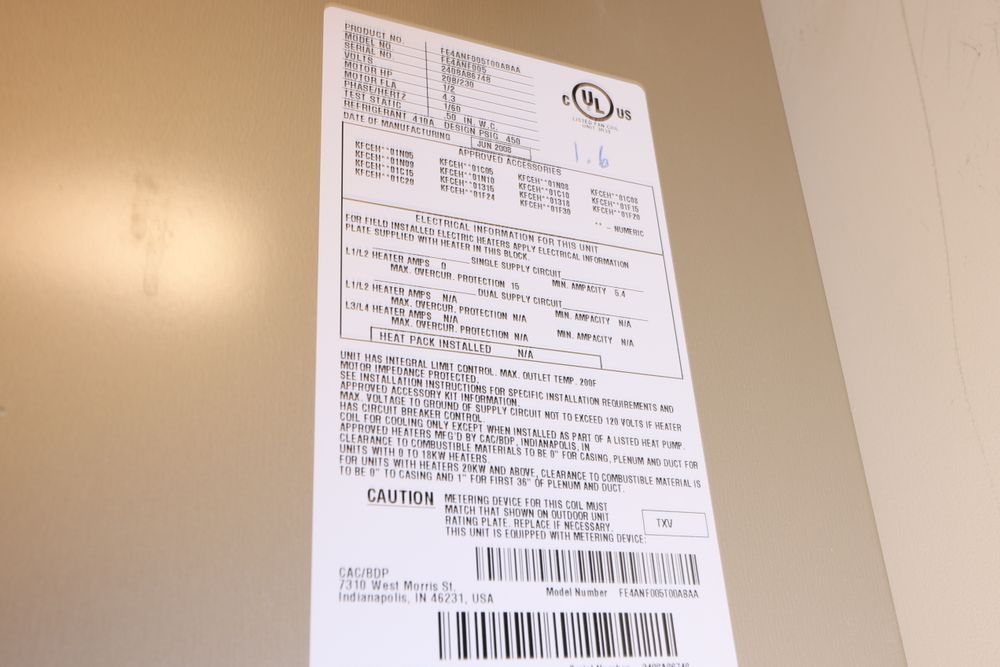 PRODUCT NO. FE4ANF005T00ABAA
MODEL NO. FE4ANF005
SERIAL NO. 2408A86748
VOLTS 208/230
MOTOR HP 1/2
MOTOR FLA 4.3
PHASE/HERTZ 1/60
TEST STATIC .50 IN. W.C.
REFRIGERANT 410A DESIGN PSIG 450
DATE OF MANUFACTURING JUN 2008
C UL US
LISTED FAN COIL
1.6
APPROVED ACCESSORIES
KFCEH**01N05 KFCEH**01C05 KFCEH**01N08 KFCEH**01C08
KFCEH**01N09 KFCEH**01N10 KFCEH**01C10 KFCEH**01F15
KFCEH**01C15 KFCEH**01315 KFCEH**01318 KFCEH**01F20
KFCEH**01C20 KFCEH**01F24 KFCEH**01F30
** - NUMERIC
ELECTRICAL INFORMATION FOR THIS UNIT
FOR FIELD INSTALLED ELECTRIC HEATERS APPLY ELECTRICAL INFORMATION
PLATE SUPPLIED WITH HEATER IN THIS BLOCK.
SINGLE SUPPLY CIRCUIT
L1/L2 HEATER AMPS 0 MIN. AMPACITY 5.4
MAX. OVERCUR. PROTECTION 15
DUAL SUPPLY CIRCUIT
L1/L2 HEATER AMPS N/A MIN. AMPACITY N/A
MAX. OVERCUR. PROTECTION N/A
L3/L4 HEATER AMPS N/A MIN. AMPACITY N/A
MAX. OVERCUR. PROTECTION N/A
HEAT PACK INSTALLED N/A
UNIT HAS INTEGRAL LIMIT CONTROL. MAX. OUTLET TEMP. 200F
MOTOR IMPEDANCE PROTECTED.
SEE INSTALLATION INSTRUCTIONS FOR SPECIFIC INSTALLATION REQUIREMENTS AND
APPROVED ACCESSORY KIT INFORMATION.
MAX. VOLTAGE TO GROUND OF SUPPLY CIRCUIT NOT TO EXCEED 120 VOLTS IF HEATER
HAS CIRCUIT BREAKER CONTROL.
COIL FOR COOLING ONLY EXCEPT WHEN INSTALLED AS PART OF A LISTED HEAT PUMP.
APPROVED HEATERS MFG'D BY CAC/BDP, INDIANAPOLIS, IN
CLEARANCE TO COMBUSTIBLE MATERIALS TO BE 0" FOR CASING, PLENUM AND DUCT FOR
UNITS WITH 0 TO 18KW HEATERS.
FOR UNITS WITH HEATERS 20KW AND ABOVE, CLEARANCE TO COMBUSTIBLE MATERIAL IS
TO BE 0" TO CASING AND 1" FOR FIRST 36" OF PLENUM AND DUCT.
CAUTION METERING DEVICE FOR THIS COIL MUST
MATCH THAT SHOWN ON OUTDOOR UNIT
RATING PLATE. REPLACE IF NECESSARY.
THIS UNIT IS EQUIPPED WITH METERING DEVICE:
TXV
CAC/BDP
7310 West Morris St.
Indianapolis, IN 46231, USA
Model Number FE4ANF005T00ABAA
Serial Number 2408A86748